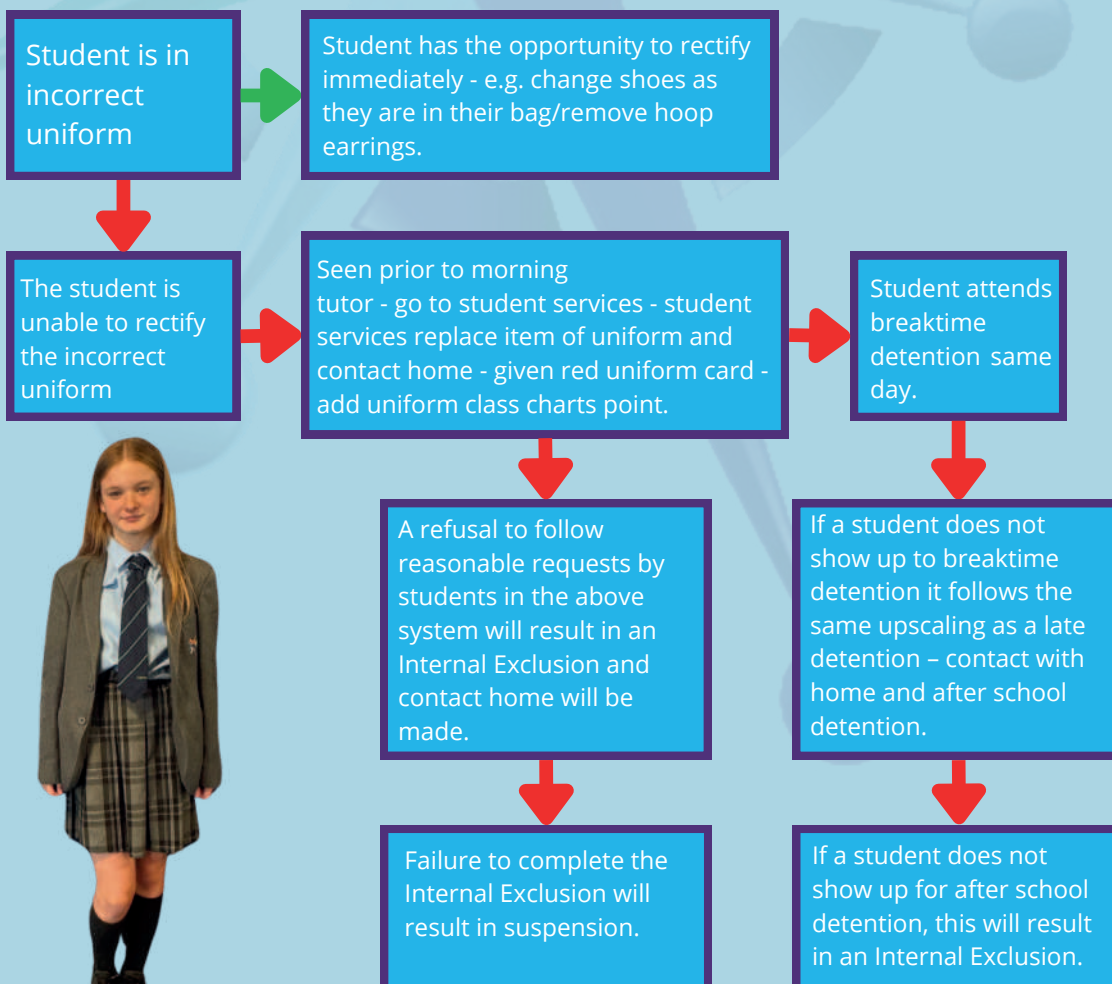 Student is in
incorrect
uniform
Student has the opportunity to rectify
immediately - e.g. change shoes as
they are in their bag/remove hoop
earrings.
The student is
unable to rectify
the incorrect
uniform
Seen prior to morning
tutor - go to student services - student
services replace item of uniform and
contact home - given red uniform card -
add uniform class charts point.
Student attends
breaktime
detention same
day.
A refusal to follow
reasonable requests by
students in the above
system will result in an
Internal Exclusion and
contact home will be
made.
If a student does not
show up to breaktime
detention it follows the
same upscaling as a late
detention – contact with
home and after school
detention.
Failure to complete the
Internal Exclusion will
result in suspension.
If a student does not
show up for after school
detention, this will result
in an Internal Exclusion.